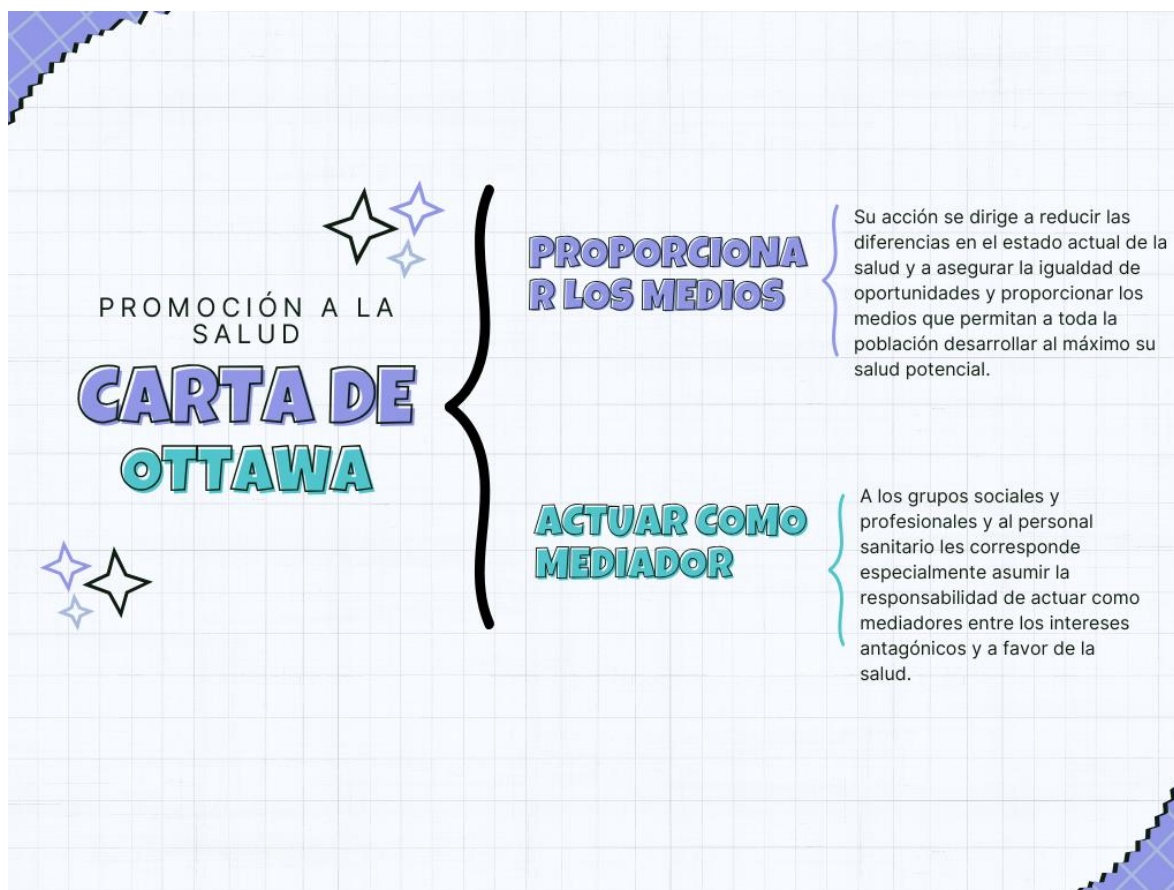 PROMOCIÓN A LA
SALUD
CARTA DE
OTTAWA
PROPORCIONA
R LOS MEDIOS
Su acción se dirige a reducir las
diferencias en el estado actual de la
salud y a asegurar la igualdad de
oportunidades y proporcionar los
medios que permitan a toda la
población desarrollar al máximo su
salud potencial.
ACTUAR COMO
MEDIADOR
A los grupos sociales y
profesionales y al personal
sanitario les corresponde
especialmente asumir la
responsabilidad de actuar como
mediadores entre los intereses
antagónicos y a favor de la
salud.